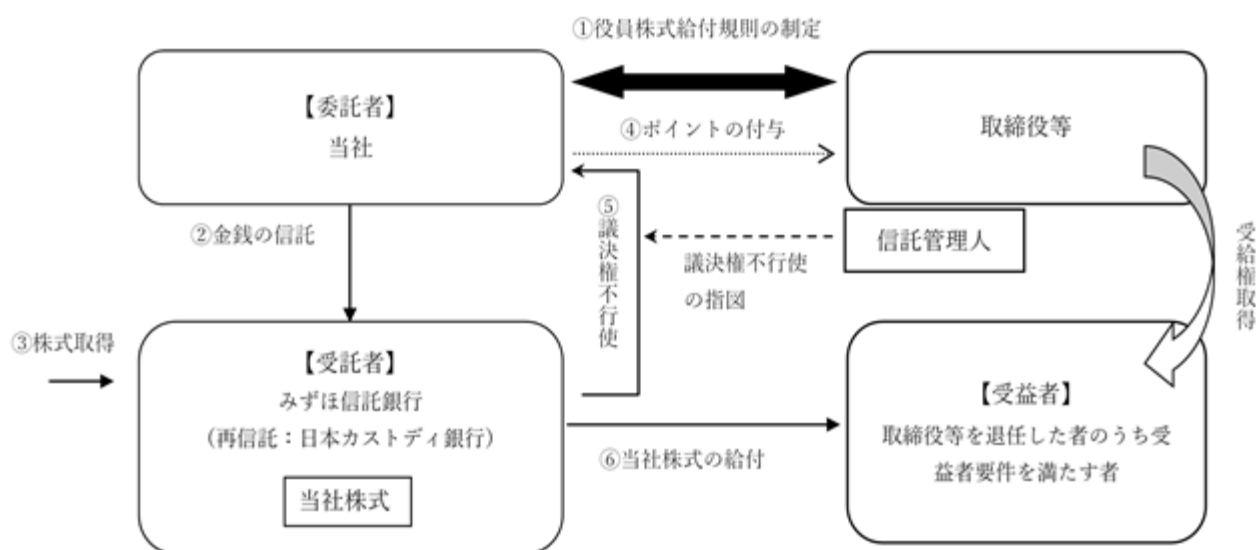 ①役員株式給付規則の制定
【委託者】
当社
④ポイントの付与
取締役等
②金銭の信託
⑤議決権不行使
議決権不行使
の指図
信託管理人
受給権取得
③株式取得
【受託者】
みずほ信託銀行
（再信託：日本カストディ銀行）
当社株式
⑥当社株式の給付
【受益者】
取締役等を退任した者のうち受
益者要件を満たす者